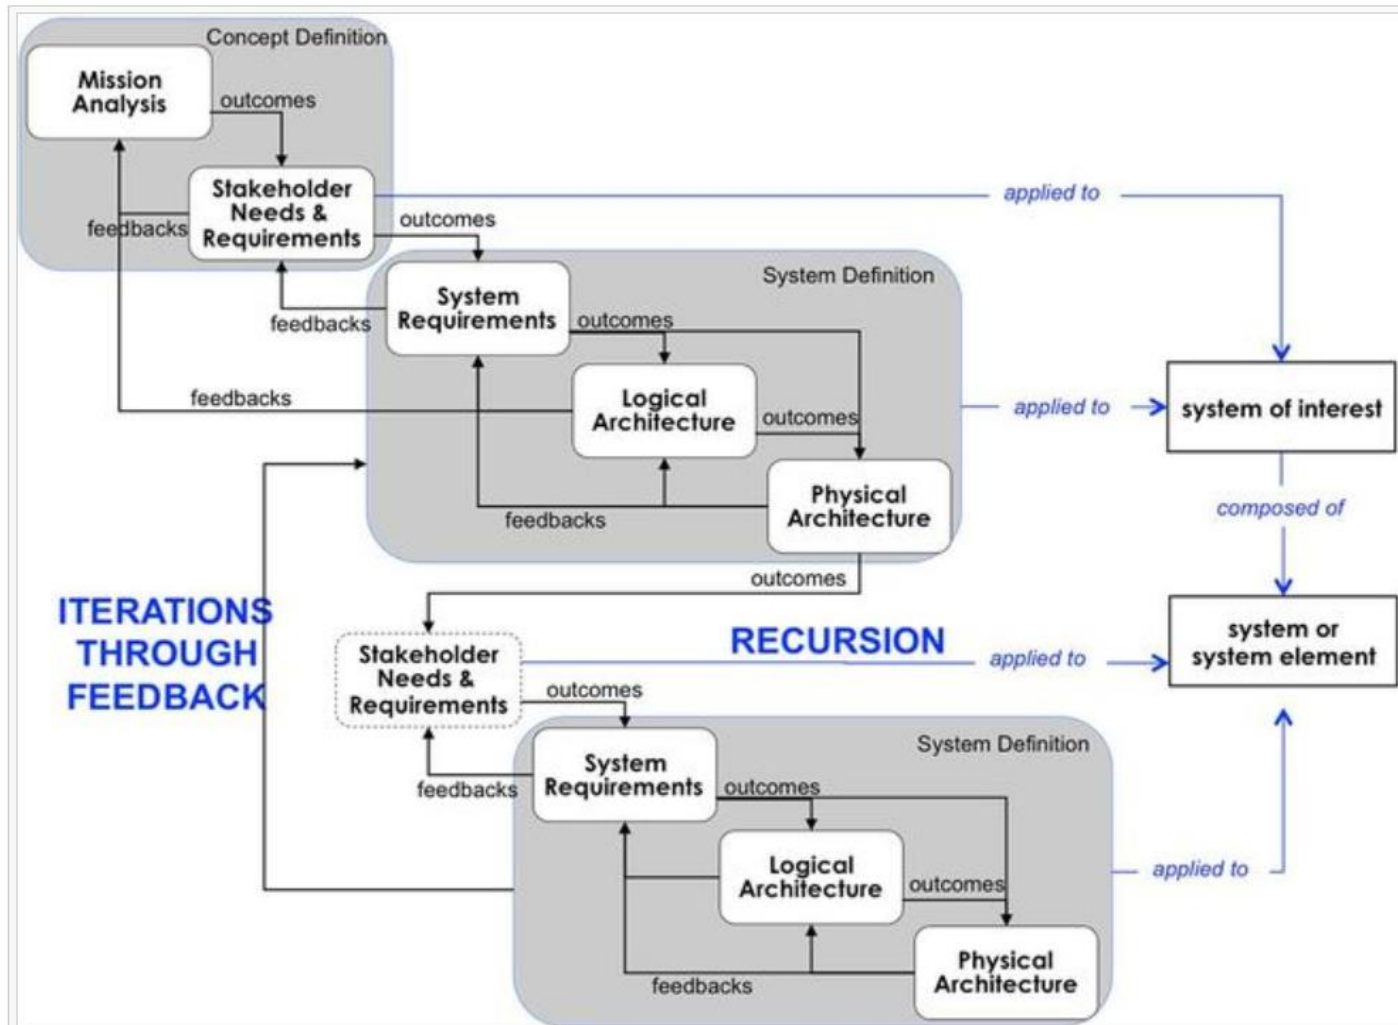 Concept Definition
Mission
Analysis
outcomes
Stakeholder
Needs &
Requirements
feedbacks
outcomes
applied to
System Definition
System
Requirements
feedbacks
outcomes
Logical
Architecture
feedbacks
outcomes
applied to
system of interest
Physical
Architecture
feedbacks
composed of
outcomes
ITERATIONS
THROUGH
FEEDBACK
Stakeholder
Needs &
Requirements
RECURSION
applied to
system or
system element
outcomes
System Definition
System
Requirements
feedbacks
outcomes
Logical
Architecture
outcomes
applied to
Physical
Architecture
feedbacks